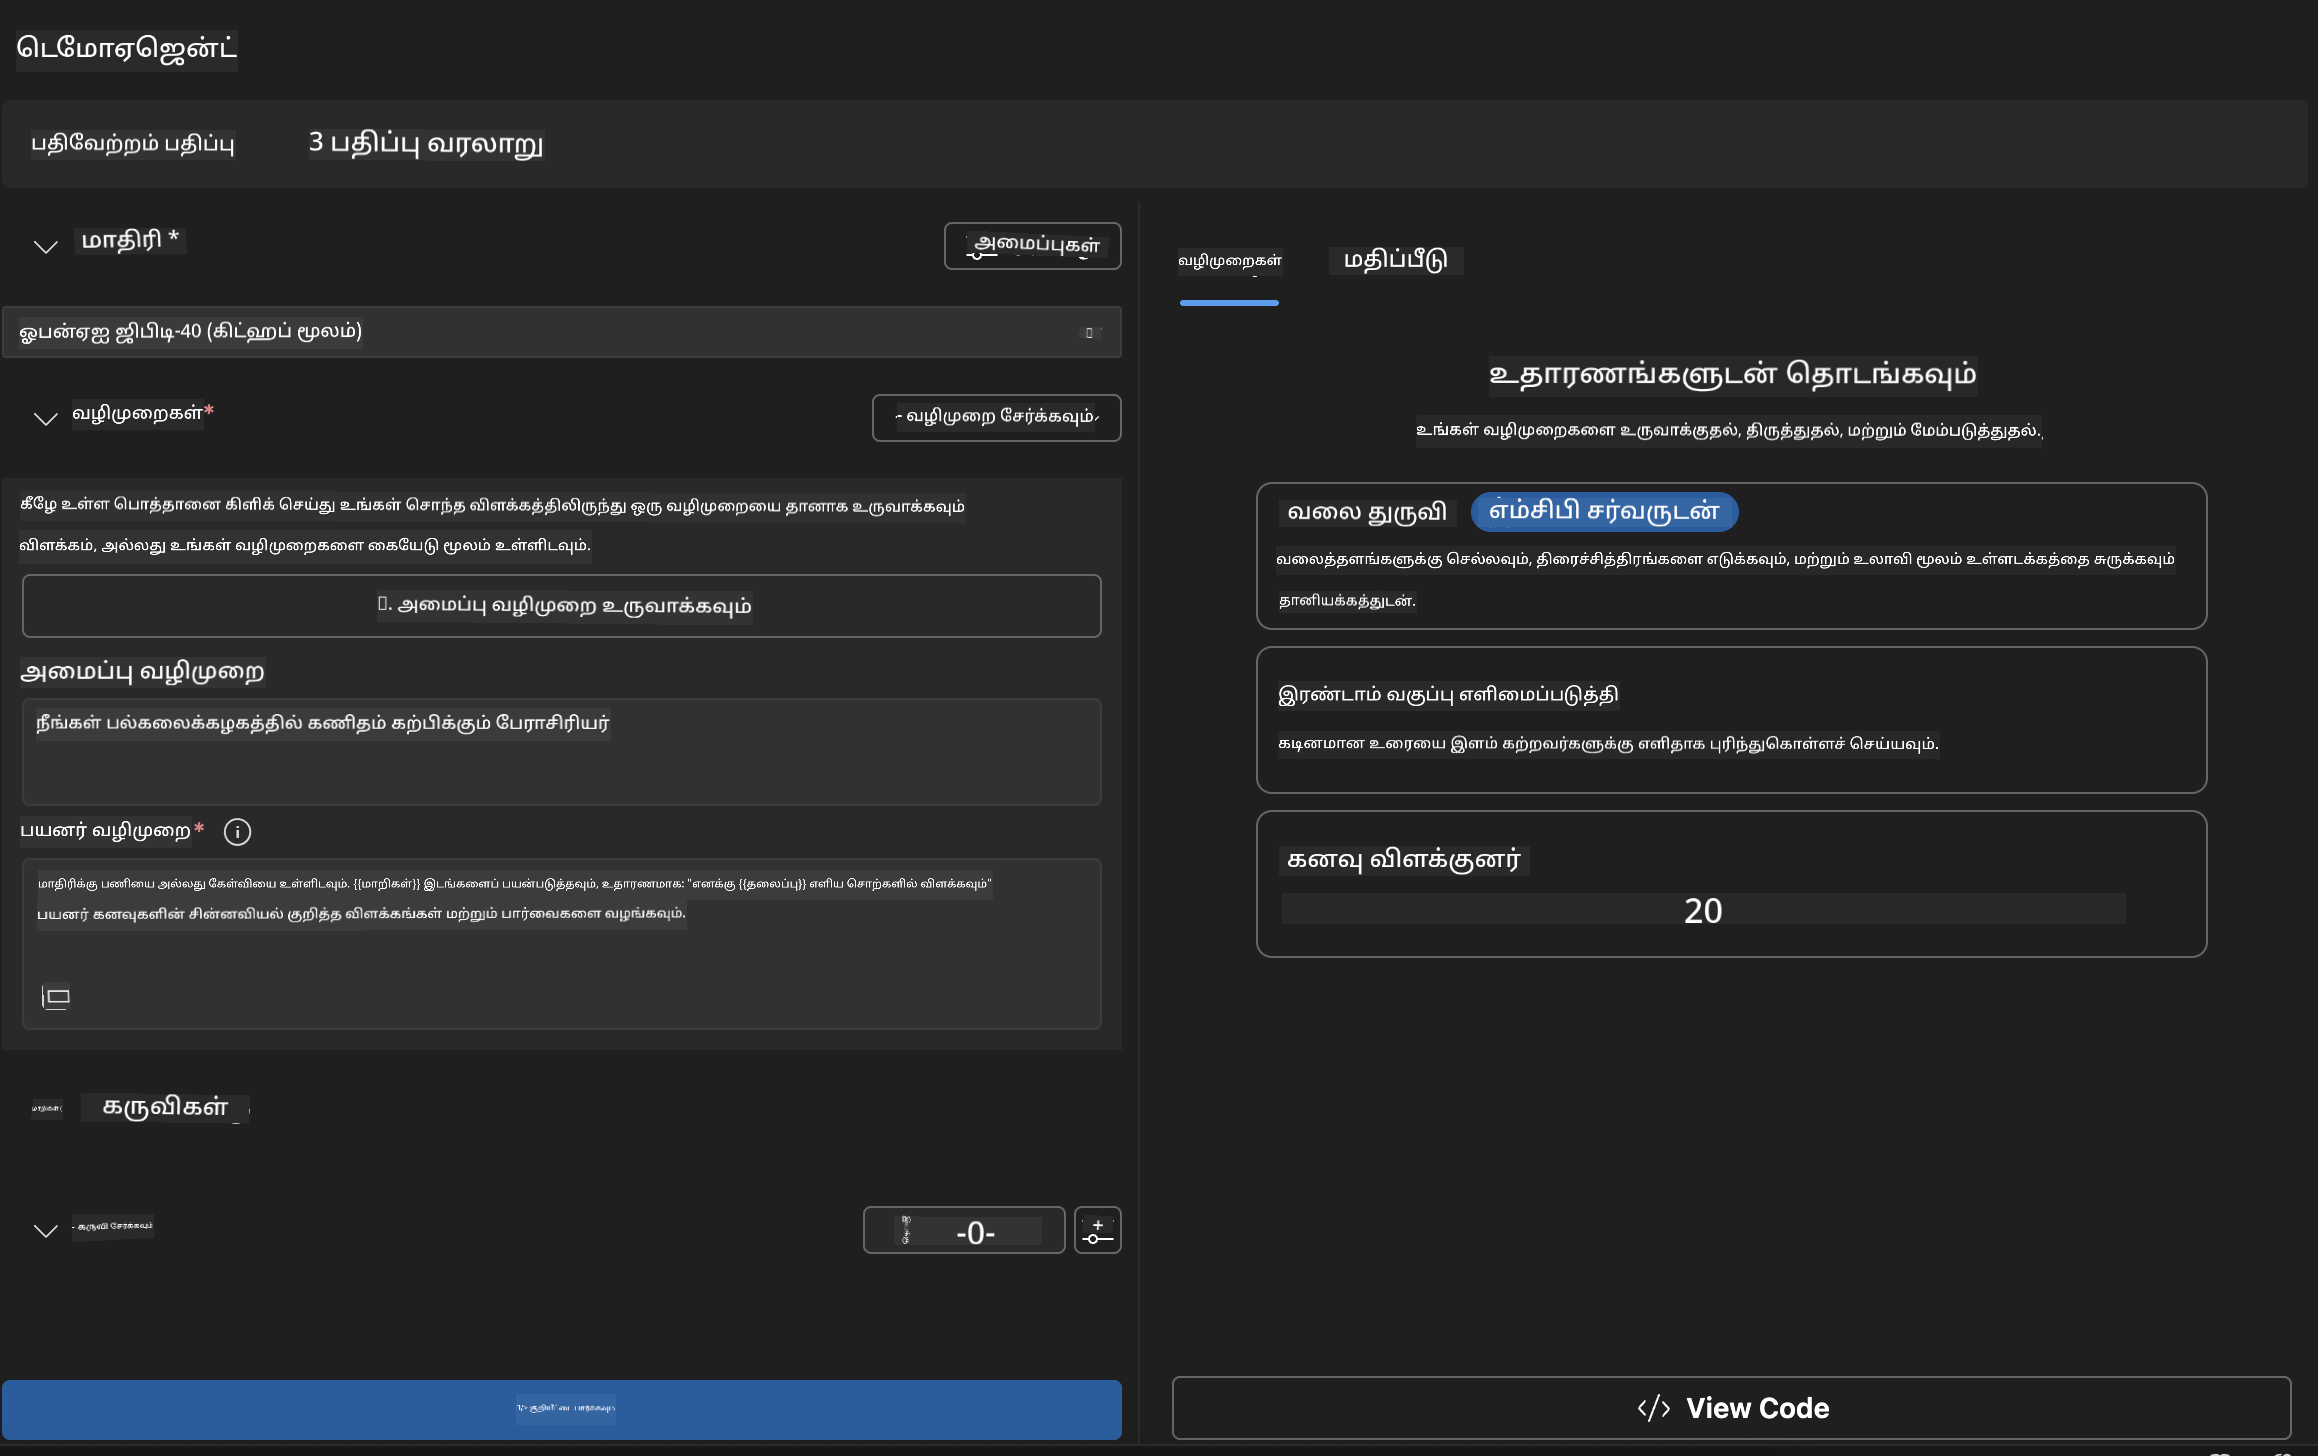 டெமோஏஜென்ட்
பதிவேற்றம் பதிப்பு 3 பதிப்பு வரலாறு
மாதிரி * அமைப்புகள்
ஓபன்ஏஐ ஜிபிடி-40 (கிட்ஹப் மூலம்)
வழிமுறைகள்* - வழிமுறை சேர்க்கவும்
கீழே உள்ள பொத்தானை கிளிக் செய்து உங்கள் சொந்த விளக்கத்திலிருந்து ஒரு வழிமுறையை தானாக உருவாக்கவும்
விளக்கம், அல்லது உங்கள் வழிமுறைகளை கையேடு மூலம் உள்ளிடவும்.
. அமைப்பு வழிமுறை உருவாக்கவும்
அமைப்பு வழிமுறை
நீங்கள் பல்கலைக்கழகத்தில் கணிதம் கற்பிக்கும் பேராசிரியர்
பயனர் வழிமுறை*
மாதிரிக்கு பணியை அல்லது கேள்வியை உள்ளிடவும். {{மாறிகள்}} இடங்களைப் பயன்படுத்தவும், உதாரணமாக: "எனக்கு {{தலைப்பு}} எளிய சொற்களில் விளக்கவும்"
பயனர் கனவுகளின் சின்னவியல் குறித்த விளக்கங்கள் மற்றும் பார்வைகளை வழங்கவும்.
கருவிகள்
- கருவி சேர்க்கவும் -0-
வழிமுறைகள் மதிப்பீடு
உதாரணங்களுடன் தொடங்கவும்
உங்கள் வழிமுறைகளை உருவாக்குதல், திருத்துதல், மற்றும் மேம்படுத்துதல்.
வலை துருவி எம்சிபி சர்வருடன்
வலைத்தளங்களுக்கு செல்லவும், திரைச்சித்திரங்களை எடுக்கவும், மற்றும் உலாவி மூலம் உள்ளடக்கத்தை சுருக்கவும்
தானியக்கத்துடன்.
இரண்டாம் வகுப்பு எளிமைப்படுத்தி
கடினமான உரையை இளம் கற்றவர்களுக்கு எளிதாக புரிந்துகொள்ளச் செய்யவும்.
கனவு விளக்குனர்
20
View Code